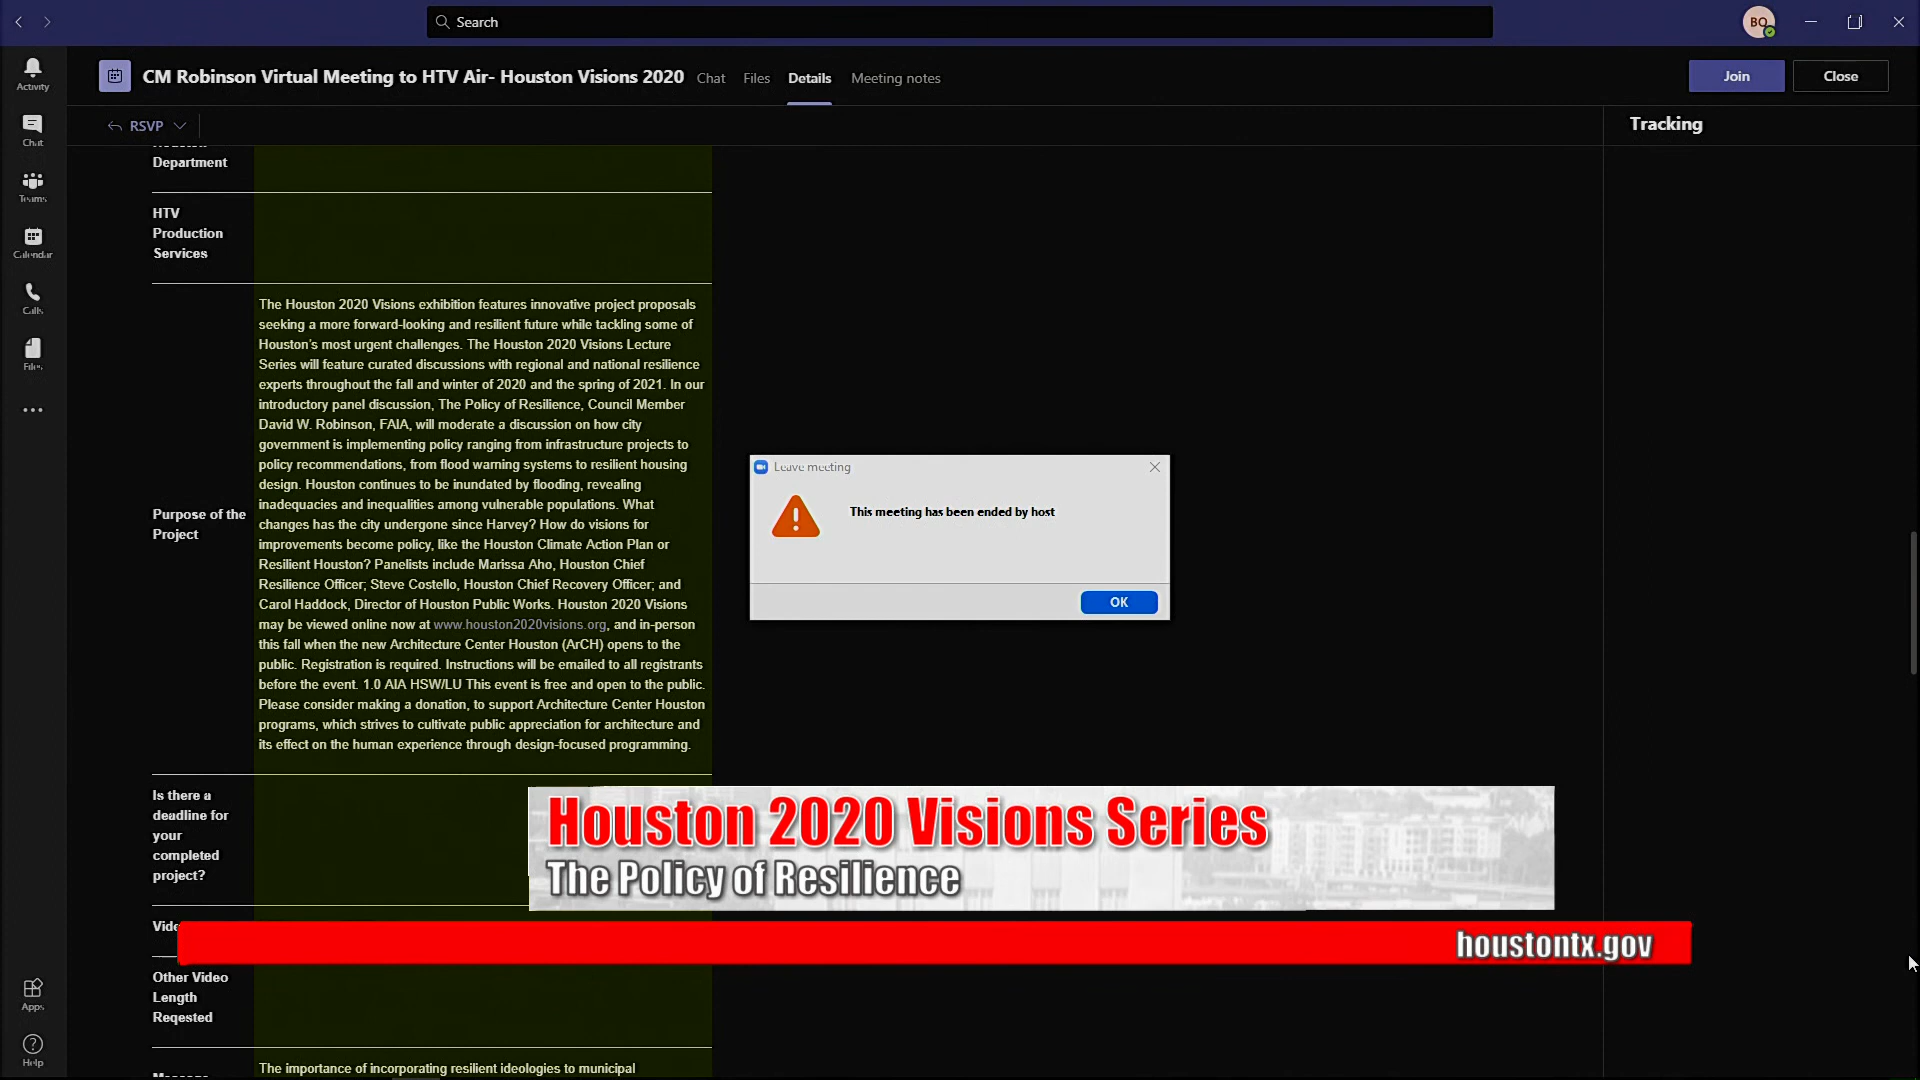 Search
BO
CM Robinson Virtual Meeting to HTV Air- Houston Visions 2020
Chat
Files
Details
Meeting notes
Join
Close
RSVP
Tracking
Activity
Chat
Teams
Calendar
Calls
Files
Apps
Help
Department
HTV
Production
Services
Purpose of the
Project
The Houston 2020 Visions exhibition features innovative project proposals
seeking a more forward-looking and resilient future while tackling some of
Houston's most urgent challenges. The Houston 2020 Visions Lecture
Series will feature curated discussions with regional and national resilience
experts throughout the fall and winter of 2020 and the spring of 2021. In our
introductory panel discussion, The Policy of Resilience, Council Member
David W. Robinson, FAIA, will moderate a discussion on how city
government is implementing policy ranging from infrastructure projects to
policy recommendations, from flood warning systems to resilient housing
design. Houston continues to be inundated by flooding, revealing
inadequacies and inequalities among vulnerable populations. What
changes has the city undergone since Harvey? How do visions for
improvements become policy, like the Houston Climate Action Plan or
Resilient Houston? Panelists include Marissa Aho, Houston Chief
Resilience Officer; Steve Costello, Houston Chief Recovery Officer; and
Carol Haddock, Director of Houston Public Works. Houston 2020 Visions
may be viewed online now at www.houston2020visions.org, and in-person
this fall when the new Architecture Center Houston (ArCH) opens to the
public. Registration is required. Instructions will be emailed to all registrants
before the event. 1.0 AIA HSW/LU This event is free and open to the public.
Please consider making a donation, to support Architecture Center Houston
programs, which strives to cultivate public appreciation for architecture and
its effect on the human experience through design-focused programming.
Leave meeting
This meeting has been ended by host
OK
Is there a
deadline for
your
completed
project?
Houston 2020 Visions Series
The Policy of Resilience
houstontx.gov
Other Video
Length
Reqested
The importance of incorporating resilient ideologies to municipal